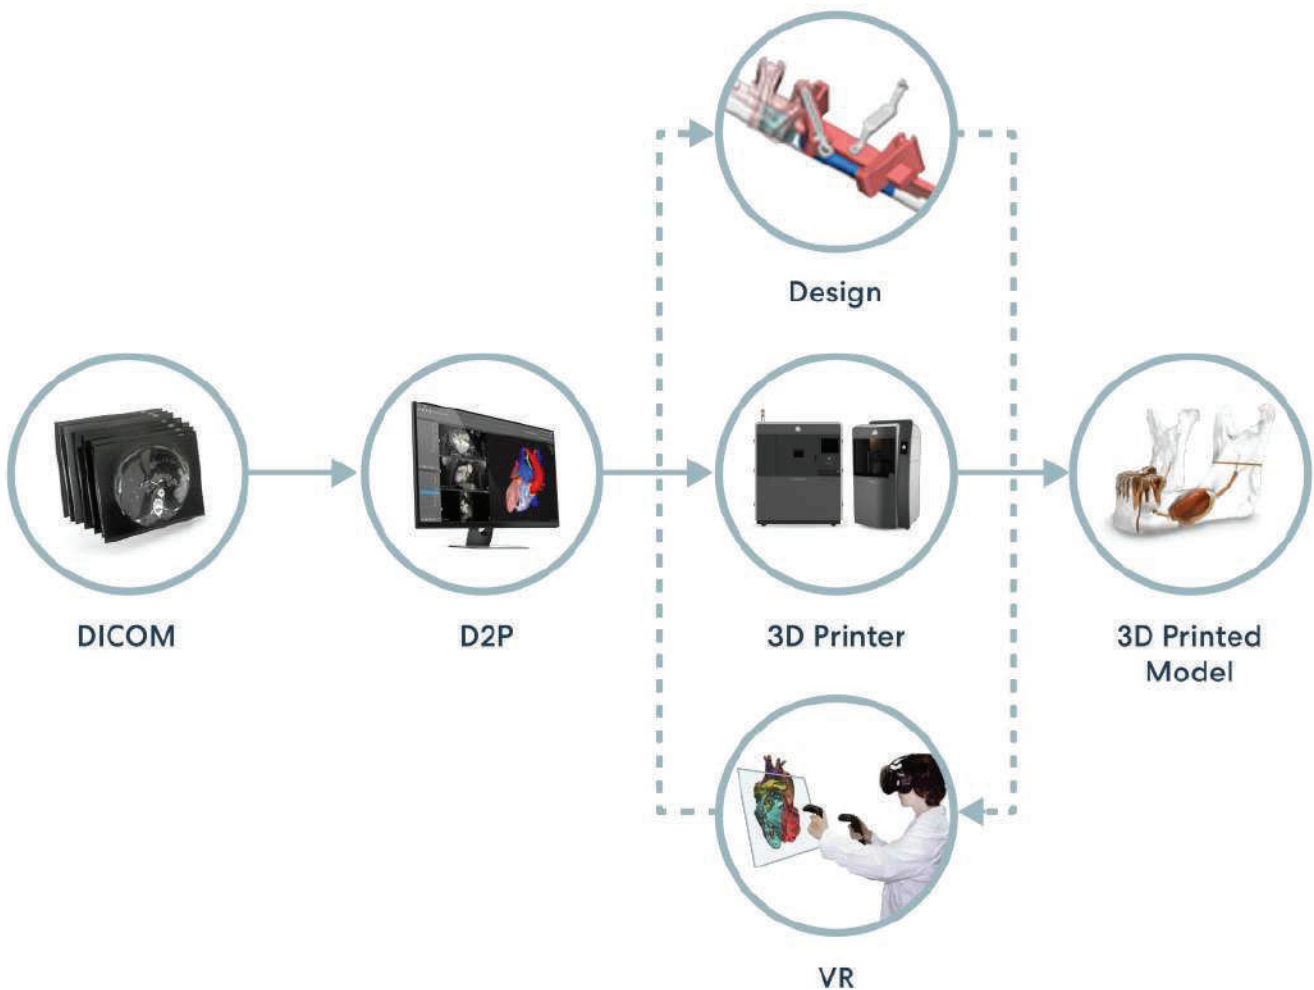 Design
DICOM
D2P
3D Printer
3D Printed
Model
VR